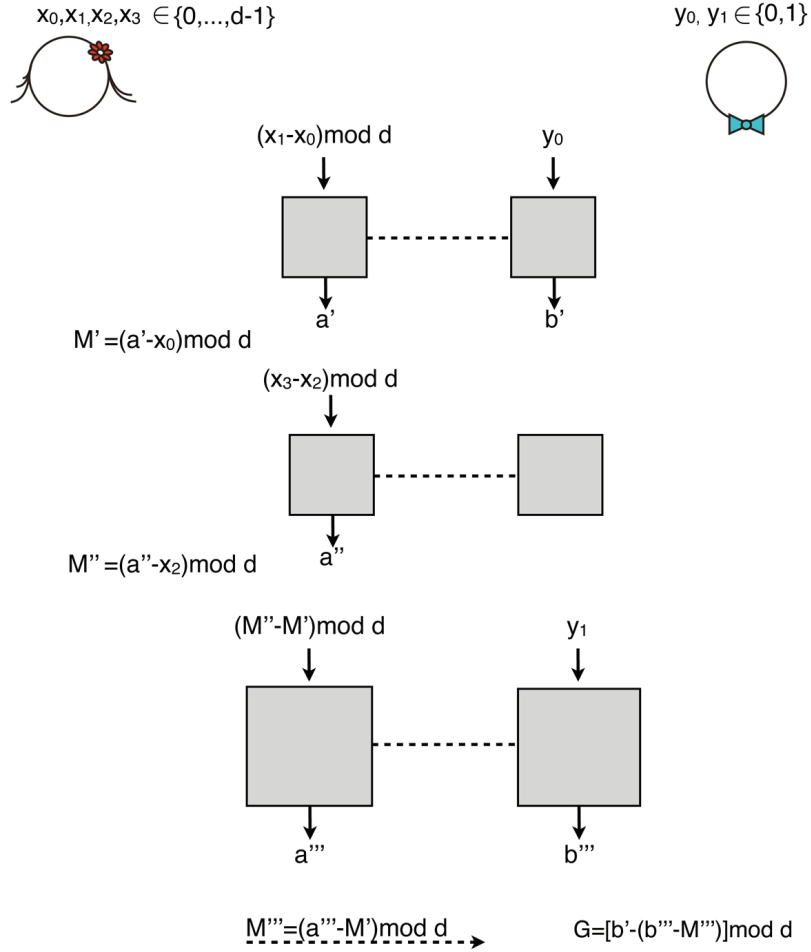 x₀,x₁,x₂,x₃ ∈{0,...,d-1}
y₀, y₁ ∈{0,1}
(x₁-x₀)mod d
y₀
a’
b’
M’=(a’-x₀)mod d
(x₃-x₂)mod d
a’’
M’’=(a’’-x₂)mod d
(M’’-M’)mod d
y₁
a’’’
b’’’
M’’’=(a’’’-M’)mod d
G=[b’-(b’’’-M’’’)]mod d